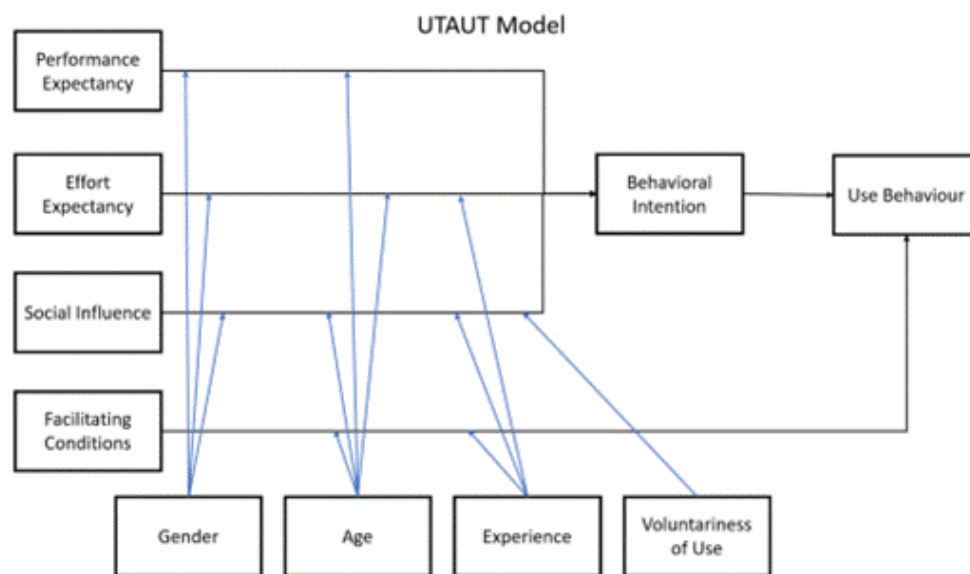 UTAUT Model
Performance
Expectancy
Effort
Expectancy
Behavioral
Intention
Use Behaviour
Social Influence
Facilitating
Conditions
Gender
Age
Experience
Voluntariness
of Use